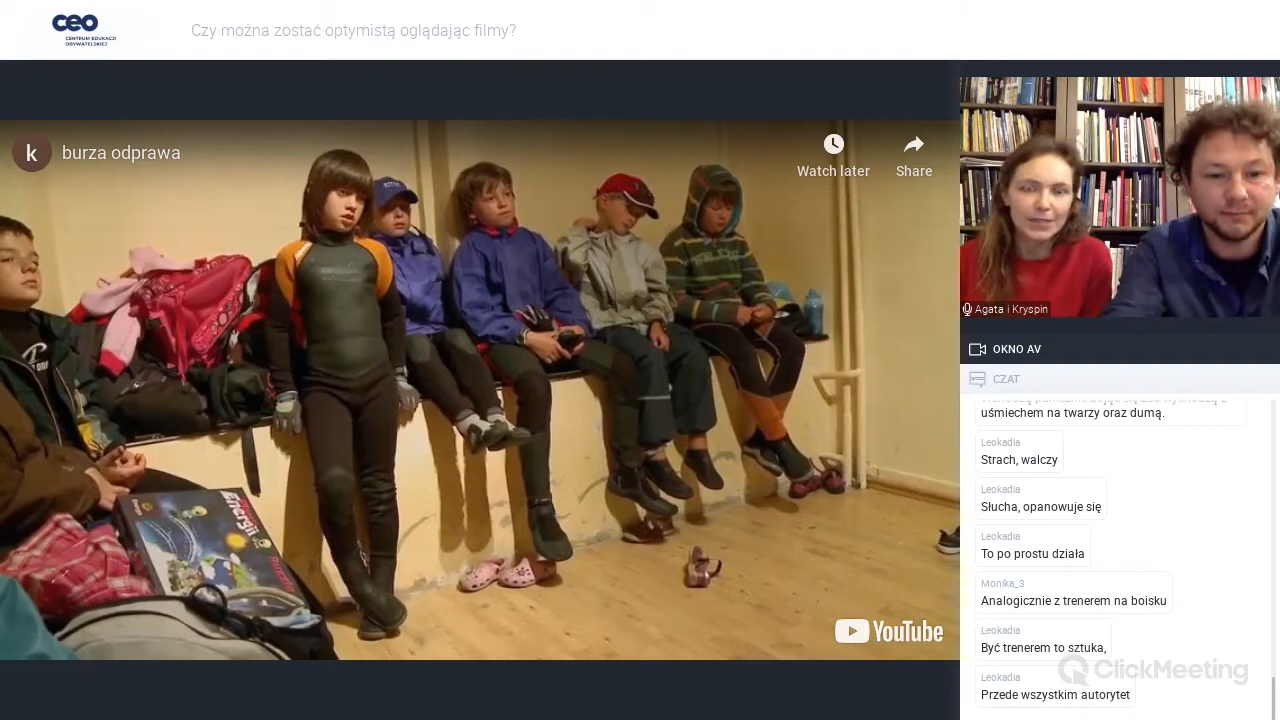 ceo
CENTRUM EDUKACJI
OBYWATELSKIEJ
Czy można zostać optymistą oglądając filmy?
k
burza odprawa
Watch later
Share
Energii
YouTube
Agata i Kryspin
OKNO AV
CZAT
uśmiechem na twarzy oraz dumą.
Leokadia
Strach, walczy
Leokadia
Słucha, opanowuje się
Leokadia
To po prostu działa
Monika_3
Analogicznie z trenerem na boisku
Leokadia
Być trenerem to sztuka,
Leokadia
Przede wszystkim autorytet
ClickMeeting